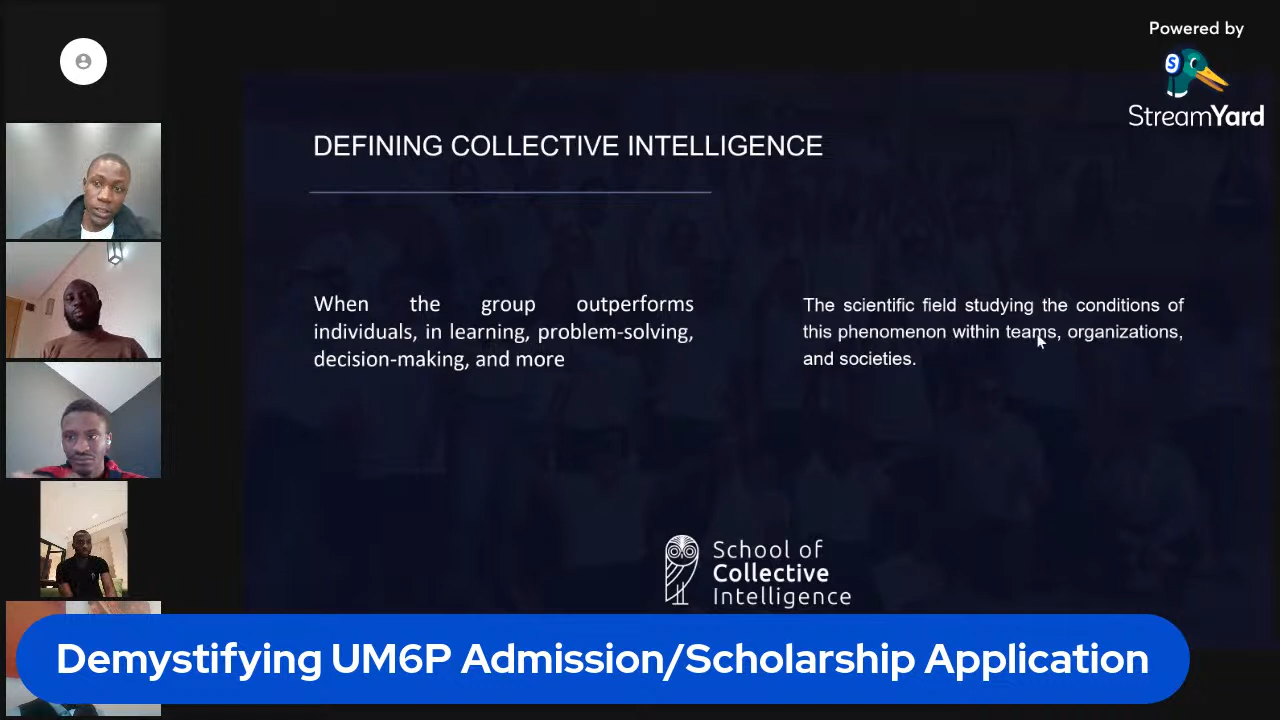 Powered by
StreamYard
DEFINING COLLECTIVE INTELLIGENCE
When the group outperforms
individuals, in learning, problem-solving,
decision-making, and more
The scientific field studying the conditions of
this phenomenon within teams, organizations,
and societies.
School of
Collective
Intelligence
Demystifying UM6P Admission/Scholarship Application